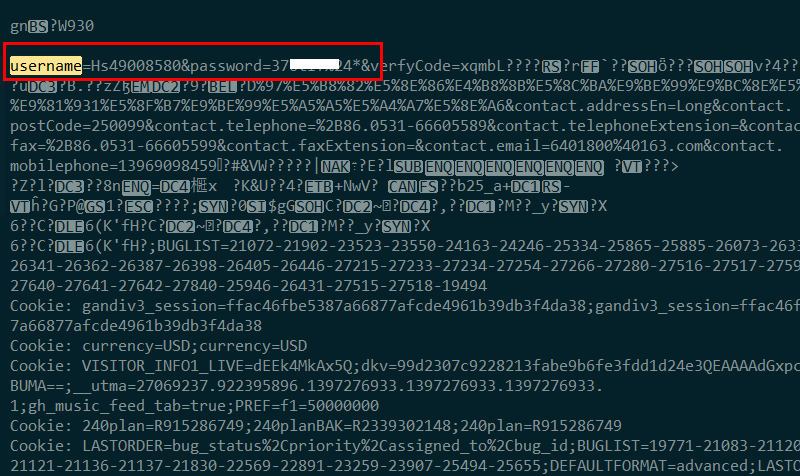 gnBS?W930
username=Hs49008580&password=37 24*&verfyCode=xqmbL????RS?rFF`??SOHö???SOHSOHv?4??
?uDC3?B.??zZEMDC2?9?BEL?D%97%E5%B8%82%E5%8E%86%E4%B8%8B%E5%8C%BA%E9%BE%99%E9%BC%8E%E5%
%E9%81%931%E5%8F%B7%E9%BE%99%E5%A5%A5%E5%A4%A7%E5%8E%A6&contact.addressEn=Long&contact.
postCode=250099&contact.telephone=%2B86.0531-66605589&contact.telephoneExtension=&contac
fax=%2B86.0531-66605599&contact.faxExtension=&contact.email=6401800%40163.com&contact.
mobilephone=13969098459?#&VW?????|NAK?E?lSUBENQENQENQENQENQENQ ?VT???>
?Z?l?DC3??8nENQ=DC4 x ?K&U??4?ETB+NwV? CANFS??b25_a+DC1RS-
VTĥ?G?P@GS1?ESC????;SYN?0SI$gGSOHC?DC2~?DC4?,??DC1?M??_y?SYN?X
6??C?DLE6(K'fH?C?DC2~?DC4?,??DC1?M??_y?SYN?X
6??C?DLE6(K'fH?;BUGLIST=21072-21902-23523-23550-24163-24246-25334-25865-25885-26073-2633
26341-26362-26387-26398-26405-26446-27215-27233-27234-27254-27266-27280-27516-27517-2759
27640-27641-27642-27840-25946-26431-27515-27518-19494
Cookie: gandiv3_session=ffac46fbe5387a66877afcde4961b39db3f4da38;gandiv3_session=ffac46f
7a66877afcde4961b39db3f4da38
Cookie: currency=USD;currency=USD
Cookie: VISITOR_INFO1_LIVE=dEEk4MkAx5Q;dkv=99d2307c9228213fabe9b6fe3fdd1d24e3QEAAAAdGxpc
BUMA==;__utma=27069237.922395896.1397276933.1397276933.1397276933.
1;gh_music_feed_tab=true;PREF=f1=50000000
Cookie: 240plan=R915286749;240planBAK=R2339302148;240plan=R915286749
Cookie: LASTORDER=bug_status%2Cpriority%2Cassigned_to%2Cbug_id;BUGLIST=19771-21083-21120
21121-21136-21137-21830-22569-22891-23259-23907-25494-25655;DEFAULTFORMAT=advanced;LAST